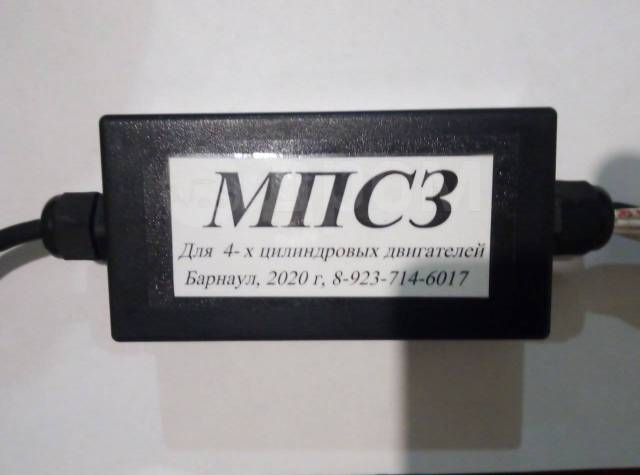 МПСЗ
Для 4- х цилиндровых двигателей
Барнаул, 2020 г, 8-923-714-6017